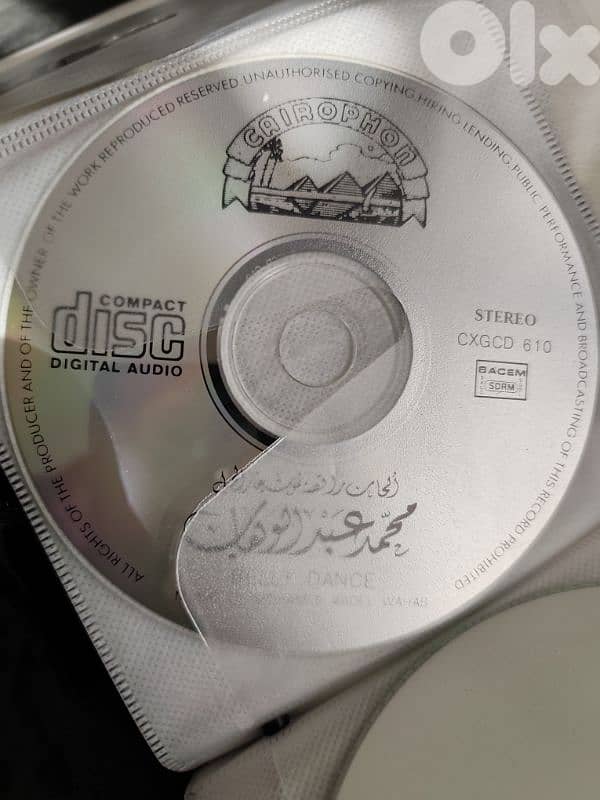 Olx
ALL RIGHTS OF THE PRODUCER AND OF THE OWNER OF THE WORK REPRODUCED RESERVED. UNAUTHORISED COPYING, HIRING, LENDING, PUBLIC PERFORMANCE AND BROADCASTING OF THIS RECORD PROHIBITED
CAIROPHON
COMPACT
disc
DIGITAL AUDIO
STEREO
CXGCD 610
SACEM
SDRM
محمد عبد الوهاب
DANCE